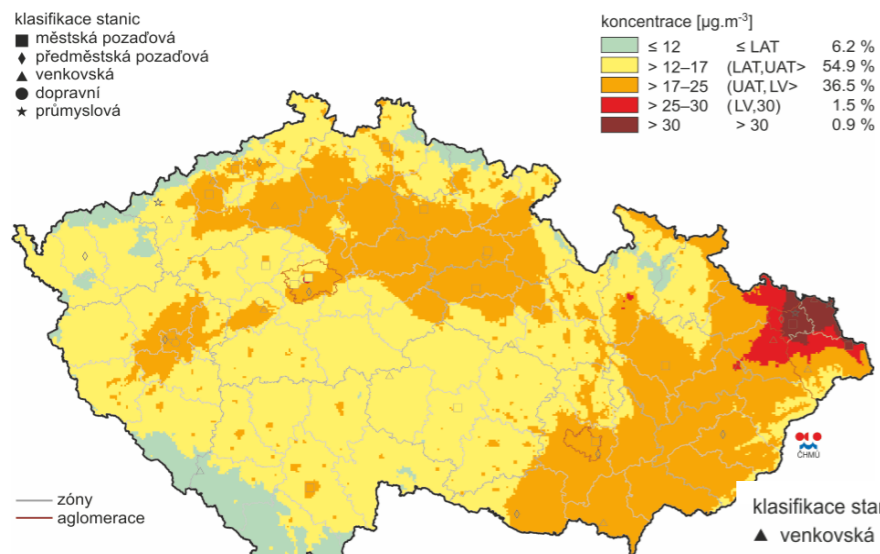 klasifikace stanic
■ městská pozaďová
♦ předměstská pozaďová
▲ venkovská
● dopravní
★ průmyslová
koncentrace [µg.m⁻³]
≤ 12 ≤ LAT 6.2 %
> 12–17 (LAT,UAT> 54.9 %
> 17–25 (UAT, LV> 36.5 %
> 25–30 (LV,30⟩ 1.5 %
> 30 > 30 0.9 %
ČHMÚ
zóny
aglomerace
klasifikace stan
▲ venkovská